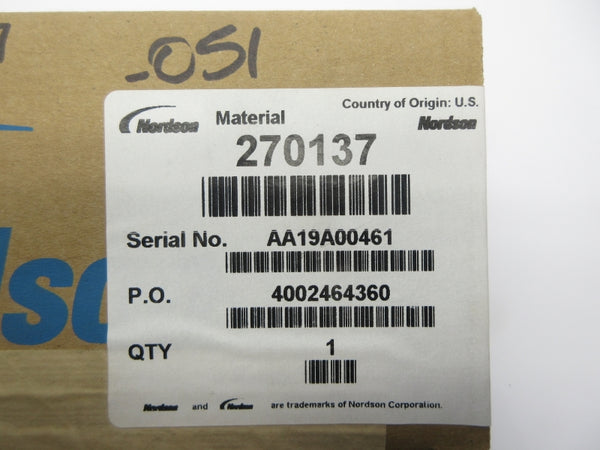 -051
Country of Origin: U.S.
Nordson Material Nordson
270137
Serial No. AA19A00461
P.O. 4002464360
QTY 1
Nordson and Nordson are trademarks of Nordson Corporation.